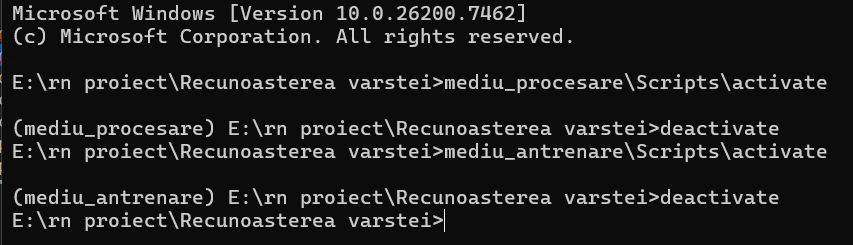 Microsoft Windows [Version 10.0.26200.7462]
(c) Microsoft Corporation. All rights reserved.
E:\rn proiect\Recunoasterea varstei>mediu_procesare\Scripts\activate
(mediu_procesare) E:\rn proiect\Recunoasterea varstei>deactivate
E:\rn proiect\Recunoasterea varstei>mediu_antrenare\Scripts\activate
(mediu_antrenare) E:\rn proiect\Recunoasterea varstei>deactivate
E:\rn proiect\Recunoasterea varstei>